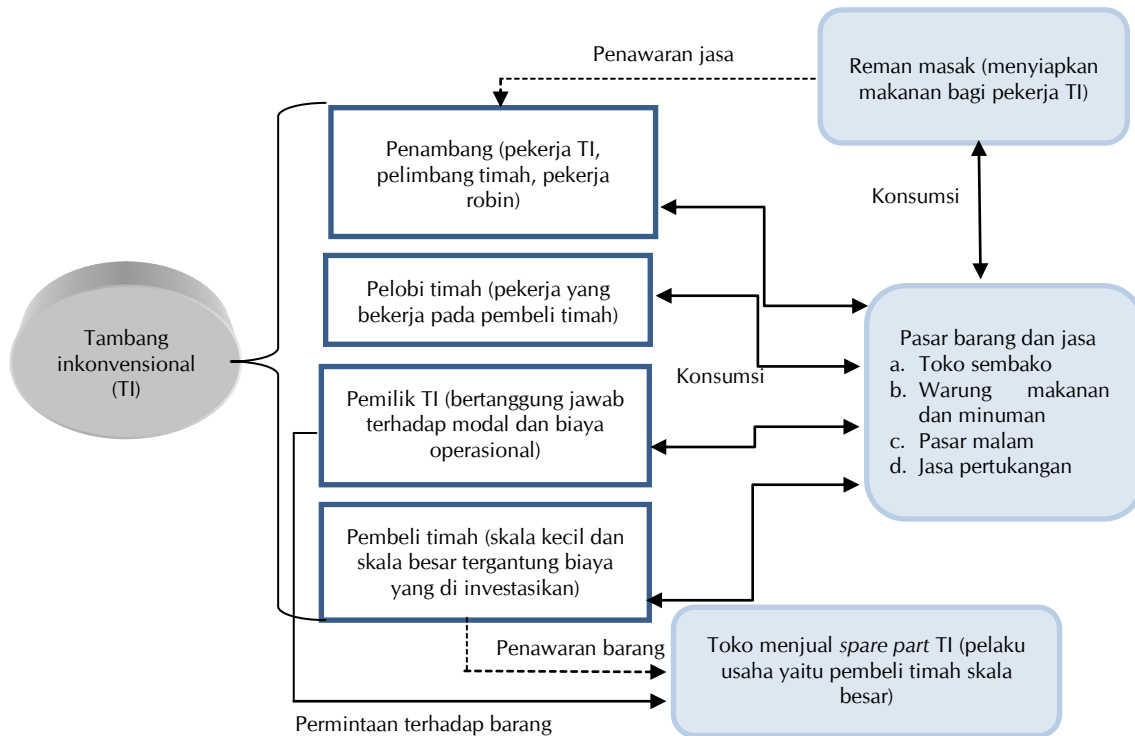 Penawaran jasa
Reman masak (menyiapkan
makanan bagi pekerja TI)
Penambang (pekerja TI,
pelimbang timah, pekerja
robin)
Konsumsi
Pelobi timah (pekerja yang
bekerja pada pembeli timah)
Tambang
inkonvensional
(TI)
Konsumsi
Pasar barang dan jasa
a. Toko sembako
b. Warung makanan
dan minuman
c. Pasar malam
d. Jasa pertukangan
Pemilik TI (bertanggung jawab
terhadap modal dan biaya
operasional)
Pembeli timah (skala kecil dan
skala besar tergantung biaya
yang di investasikan)
Penawaran barang
Toko menjual spare part TI (pelaku
usaha yaitu pembeli timah skala
besar)
Permintaan terhadap barang